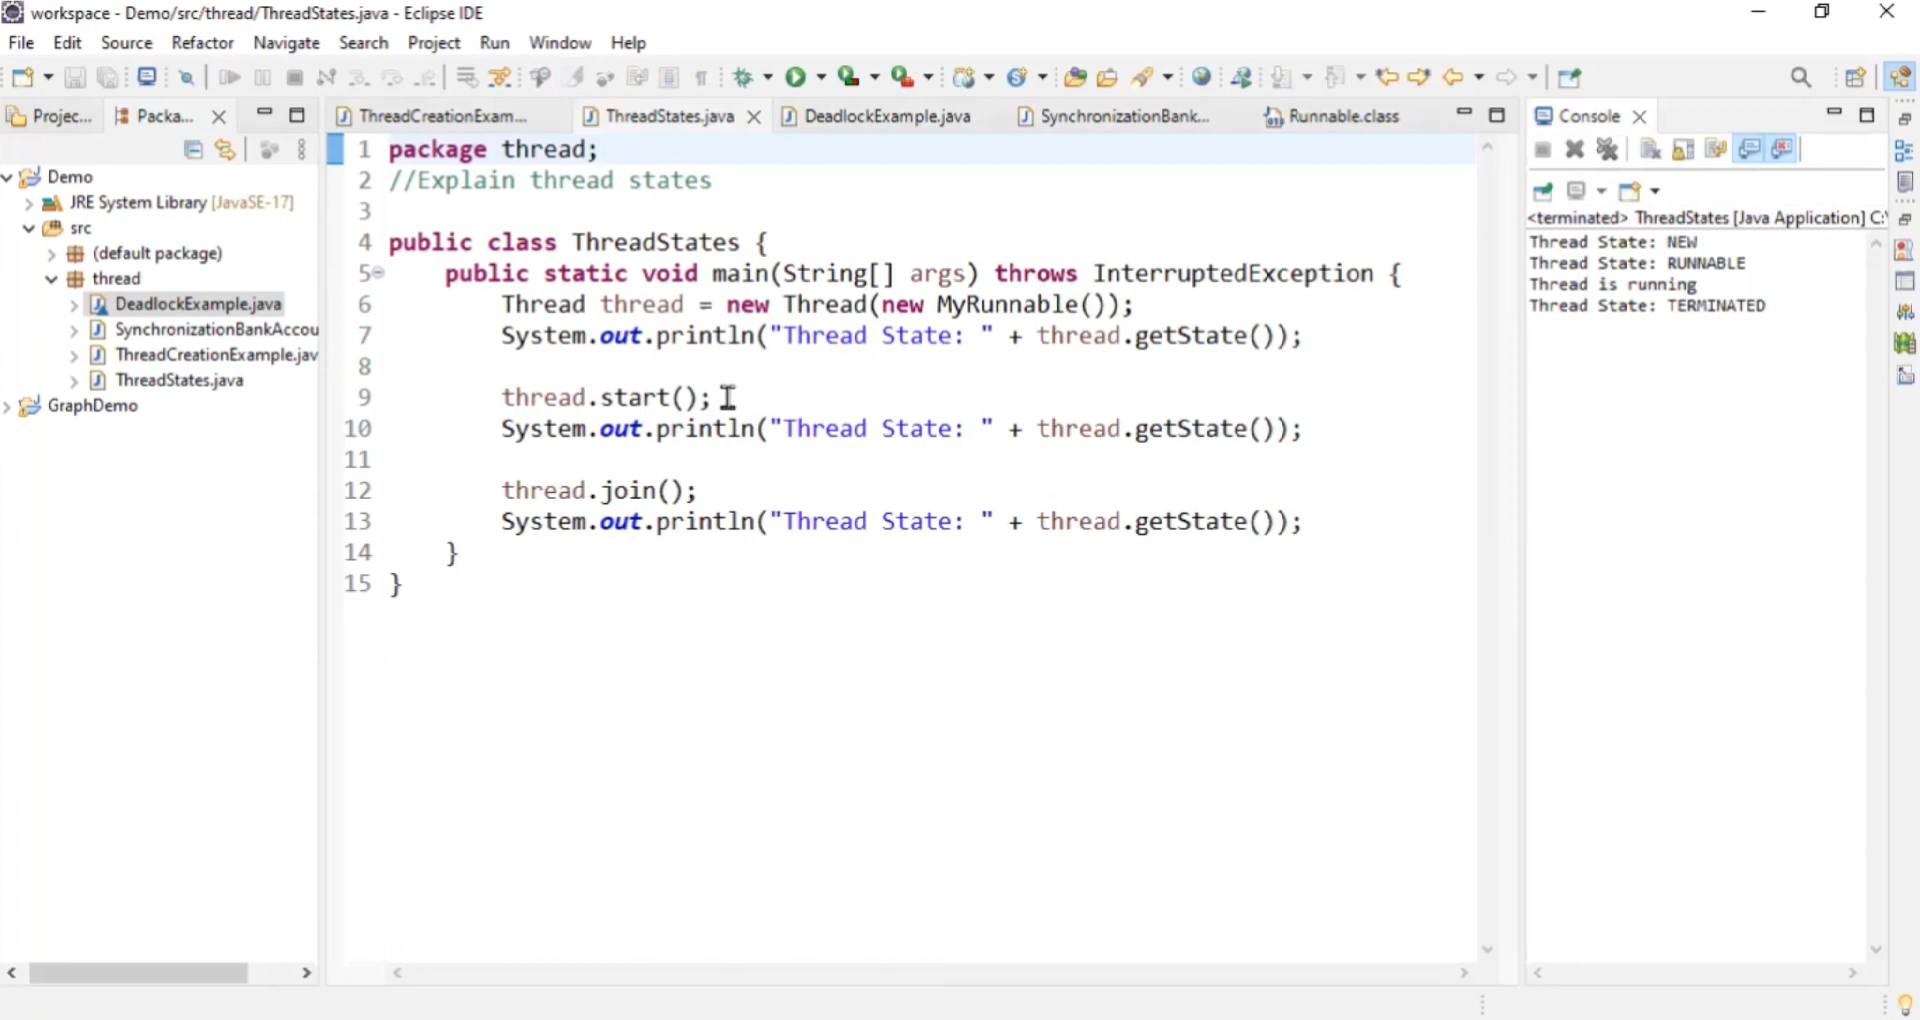 workspace - Demo/src/thread/ThreadStates.java - Eclipse IDE
File Edit Source Refactor Navigate Search Project Run Window Help
Projec... Packa...
ThreadCreationExam... ThreadStates.java DeadlockExample.java SynchronizationBank... Runnable.class
Console
Demo
JRE System Library [JavaSE-17]
src
(default package)
thread
DeadlockExample.java
SynchronizationBankAccou
ThreadCreationExample.jav
ThreadStates.java
GraphDemo
1 package thread;
2 //Explain thread states
3
4 public class ThreadStates {
5 public static void main(String[] args) throws InterruptedException {
6 Thread thread = new Thread(new MyRunnable());
7 System.out.println("Thread State: " + thread.getState());
8
9 thread.start();
10 System.out.println("Thread State: " + thread.getState());
11
12 thread.join();
13 System.out.println("Thread State: " + thread.getState());
14 }
15 }
<terminated> ThreadStates [Java Application] C:\
Thread State: NEW
Thread State: RUNNABLE
Thread is running
Thread State: TERMINATED